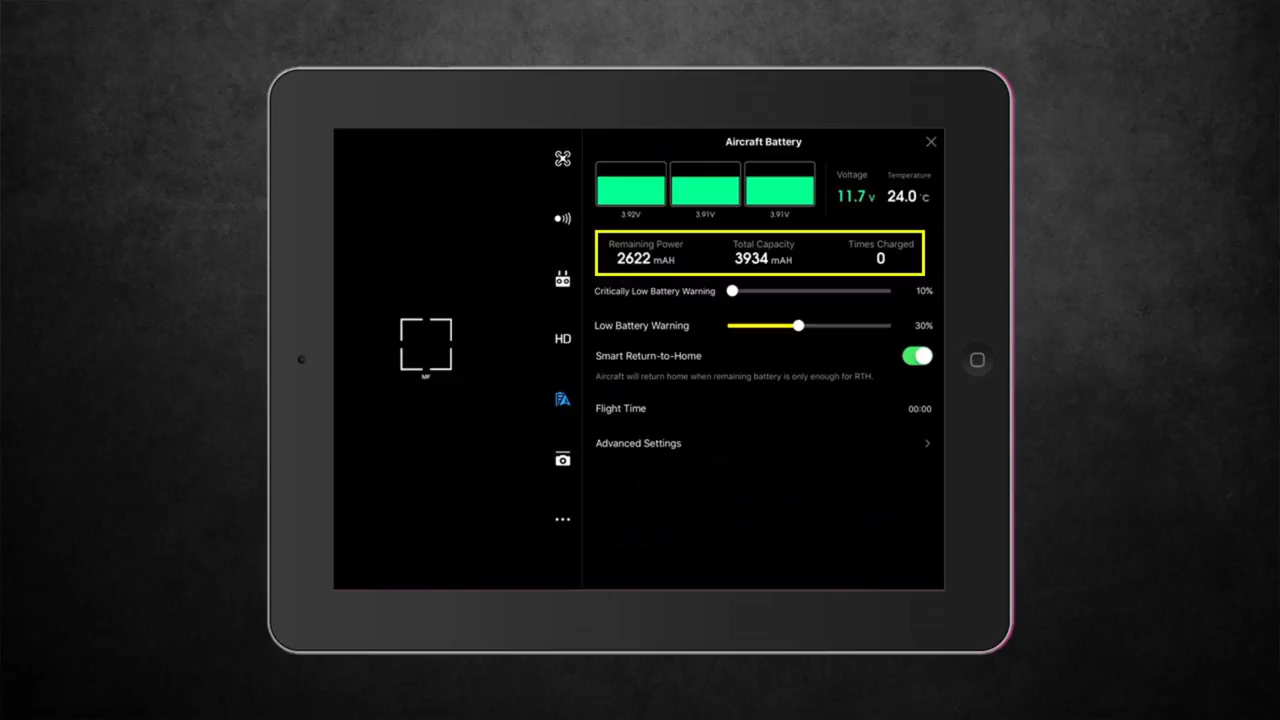 Aircraft Battery
Voltage Temperature
11.7 V 24.0 °C
3.92V 3.91V 3.91V
Remaining Power Total Capacity Times Charged
2622 mAH 3934 mAH 0
Critically Low Battery Warning 10%
HD
Low Battery Warning 30%
Smart Return-to-Home
Aircraft will return home when remaining battery is only enough for RTH.
MF
Flight Time 00:00
Advanced Settings